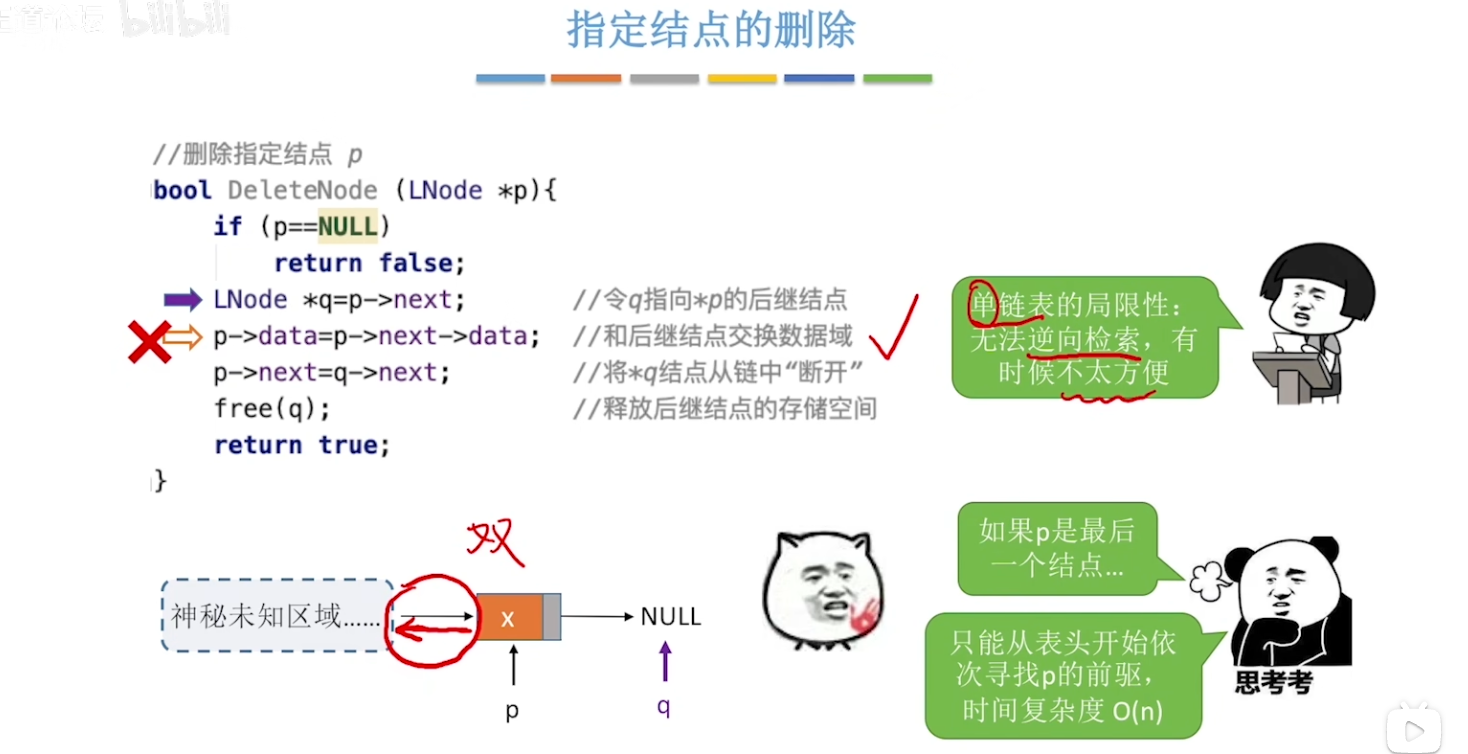 bilibili
指定结点的删除
//删除指定结点 p
bool DeleteNode (LNode *p){
if (p==NULL)
return false;
LNode *q=p->next; //令q指向*p的后继结点
p->data=p->next->data; //和后继结点交换数据域
p->next=q->next; //将*q结点从链中“断开”
free(q); //释放后继结点的存储空间
return true;
}
单链表的局限性：
无法逆向检索，有
时候不太方便
双
神秘未知区域......
x
NULL
p
q
如果p是最后
一个结点...
只能从表头开始依
次寻找p的前驱，
时间复杂度 O(n)
思考考